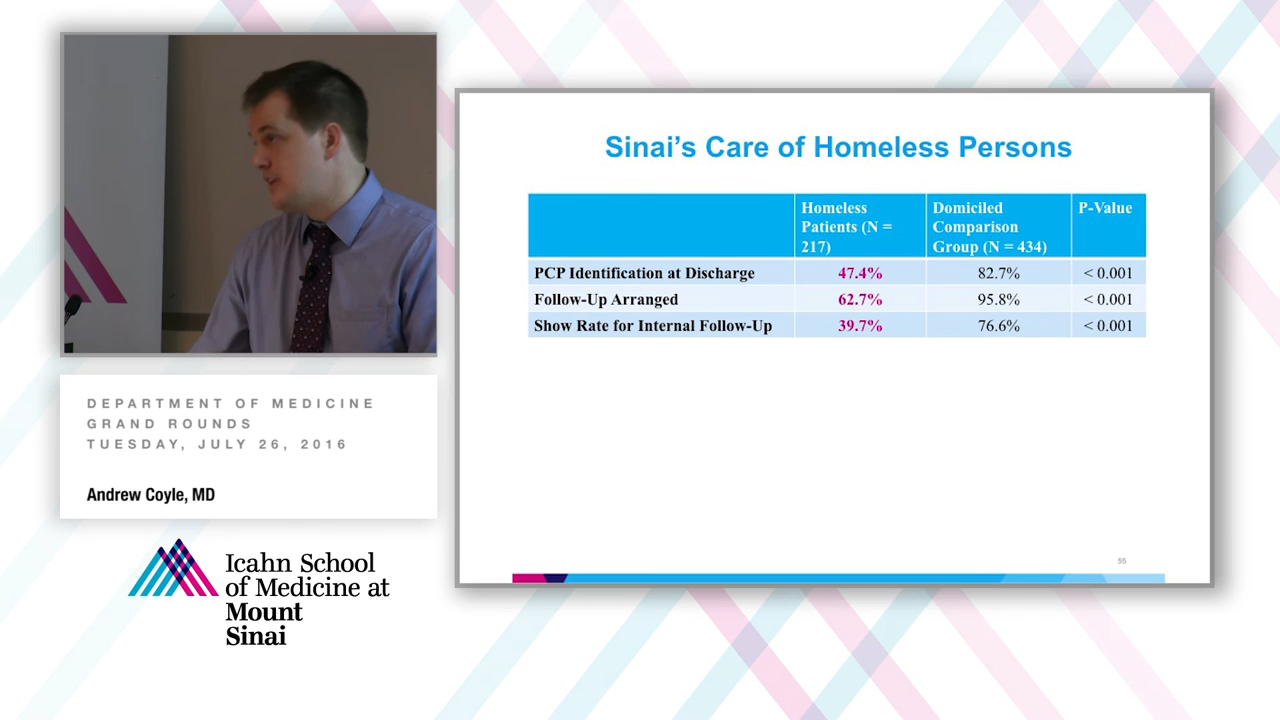 DEPARTMENT OF MEDICINE
GRAND ROUNDS
TUESDAY, JULY 26, 2016
Andrew Coyle, MD
Icahn School
of Medicine at
Mount
Sinai
Sinai's Care of Homeless Persons
Homeless Patients (N = 217) Domiciled Comparison Group (N = 434) P-Value
PCP Identification at Discharge 47.4% 82.7% < 0.001
Follow-Up Arranged 62.7% 95.8% < 0.001
Show Rate for Internal Follow-Up 39.7% 76.6% < 0.001
55